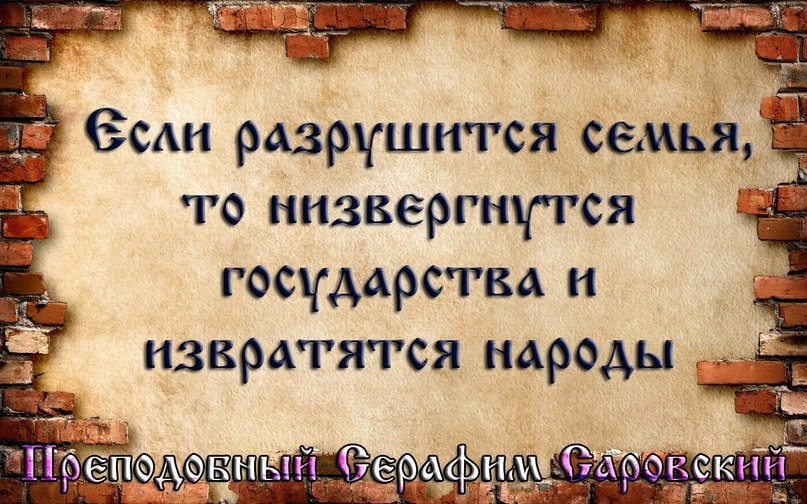 Если разрушится семья,
то низвергнутся
государства и
извратятся народы
Преподобный Серафим Саровский